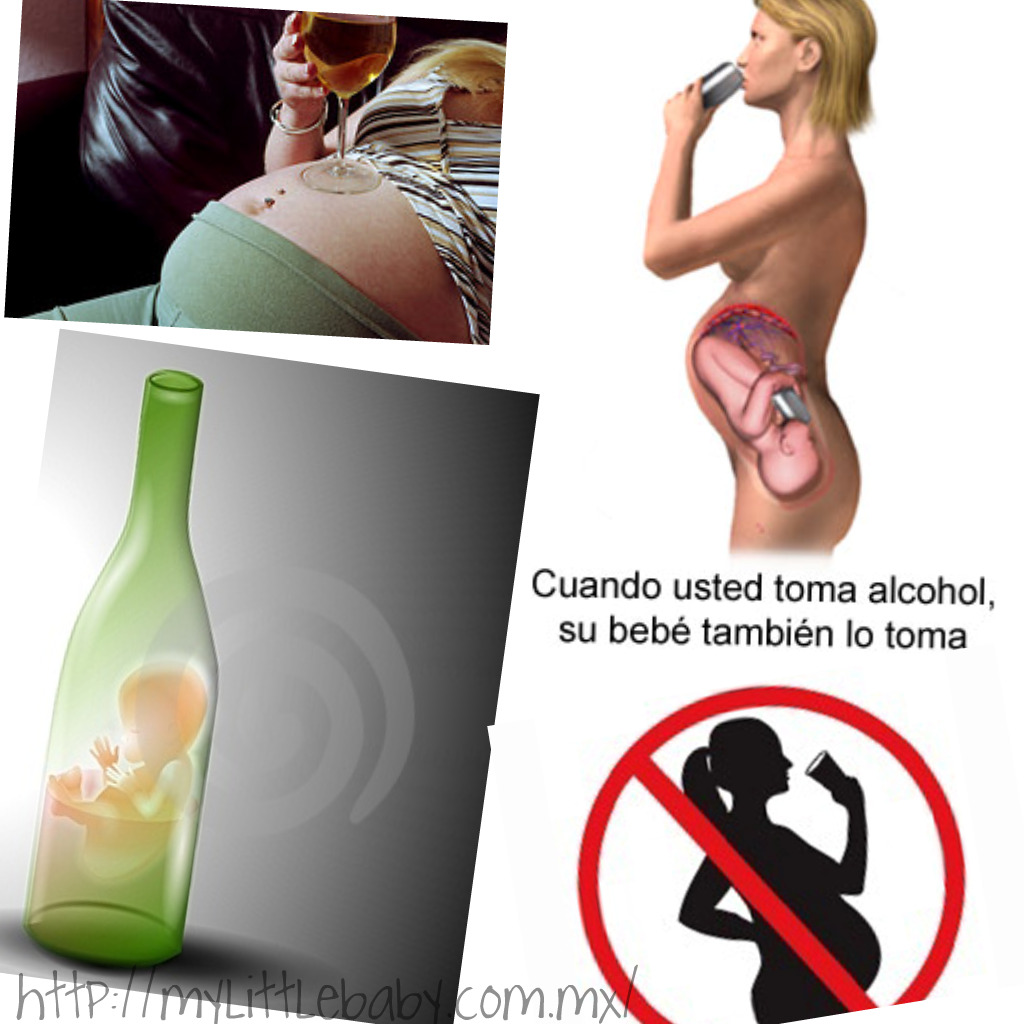 Cuando usted toma alcohol,
su bebé también lo toma
http://mylittlebaby.com.mx/